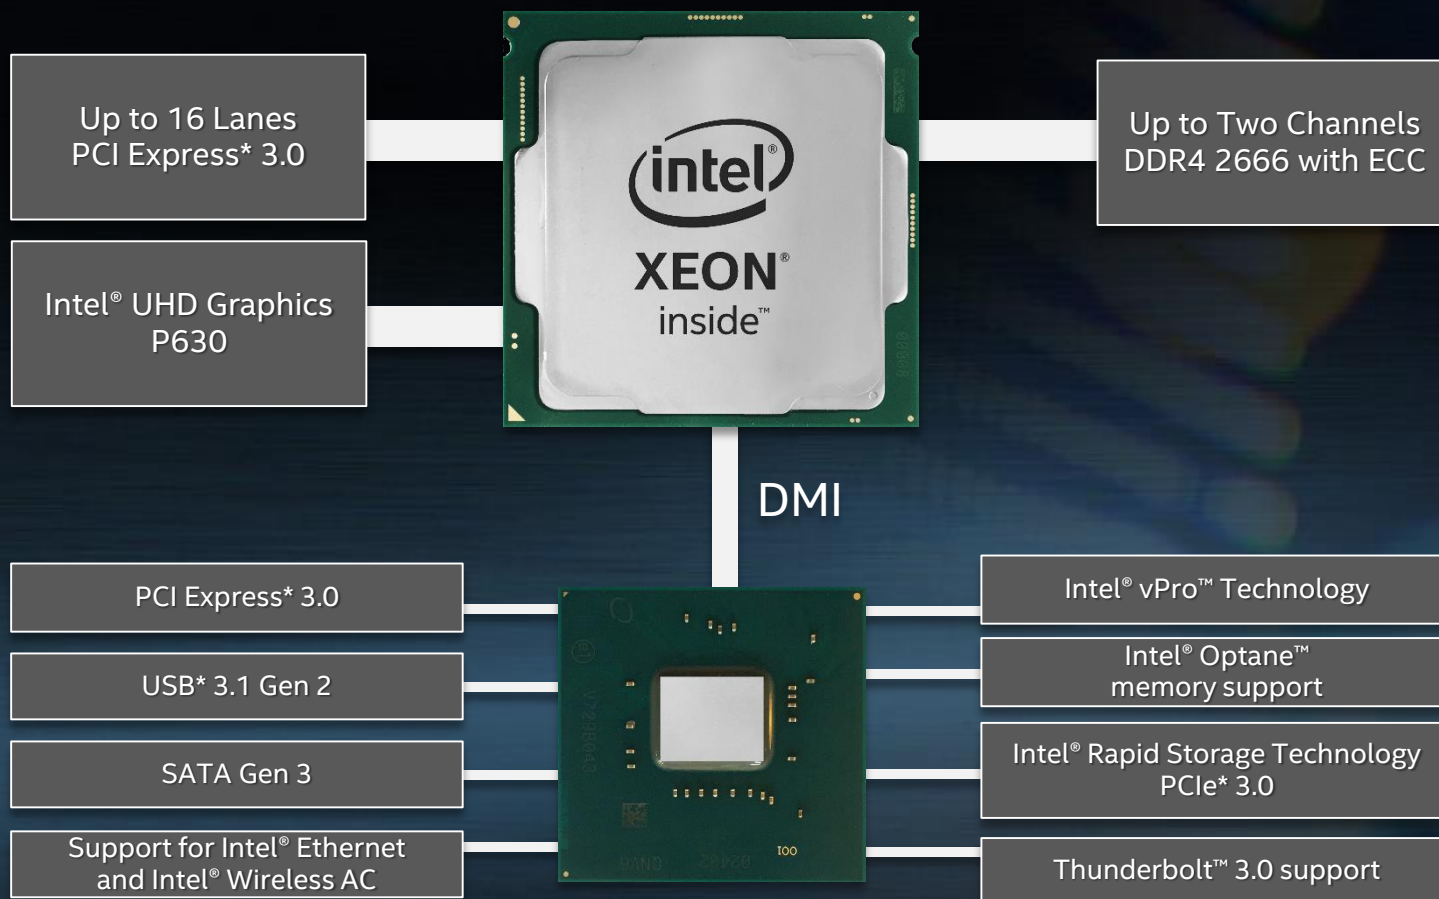 Up to 16 Lanes
PCI Express* 3.0
Intel® UHD Graphics
P630
intel®
XEON®
inside™
Up to Two Channels
DDR4 2666 with ECC
DMI
PCI Express* 3.0
USB* 3.1 Gen 2
SATA Gen 3
Support for Intel® Ethernet
and Intel® Wireless AC
Intel® vPro™ Technology
Intel® Optane™
memory support
Intel® Rapid Storage Technology
PCIe* 3.0
Thunderbolt™ 3.0 support
001